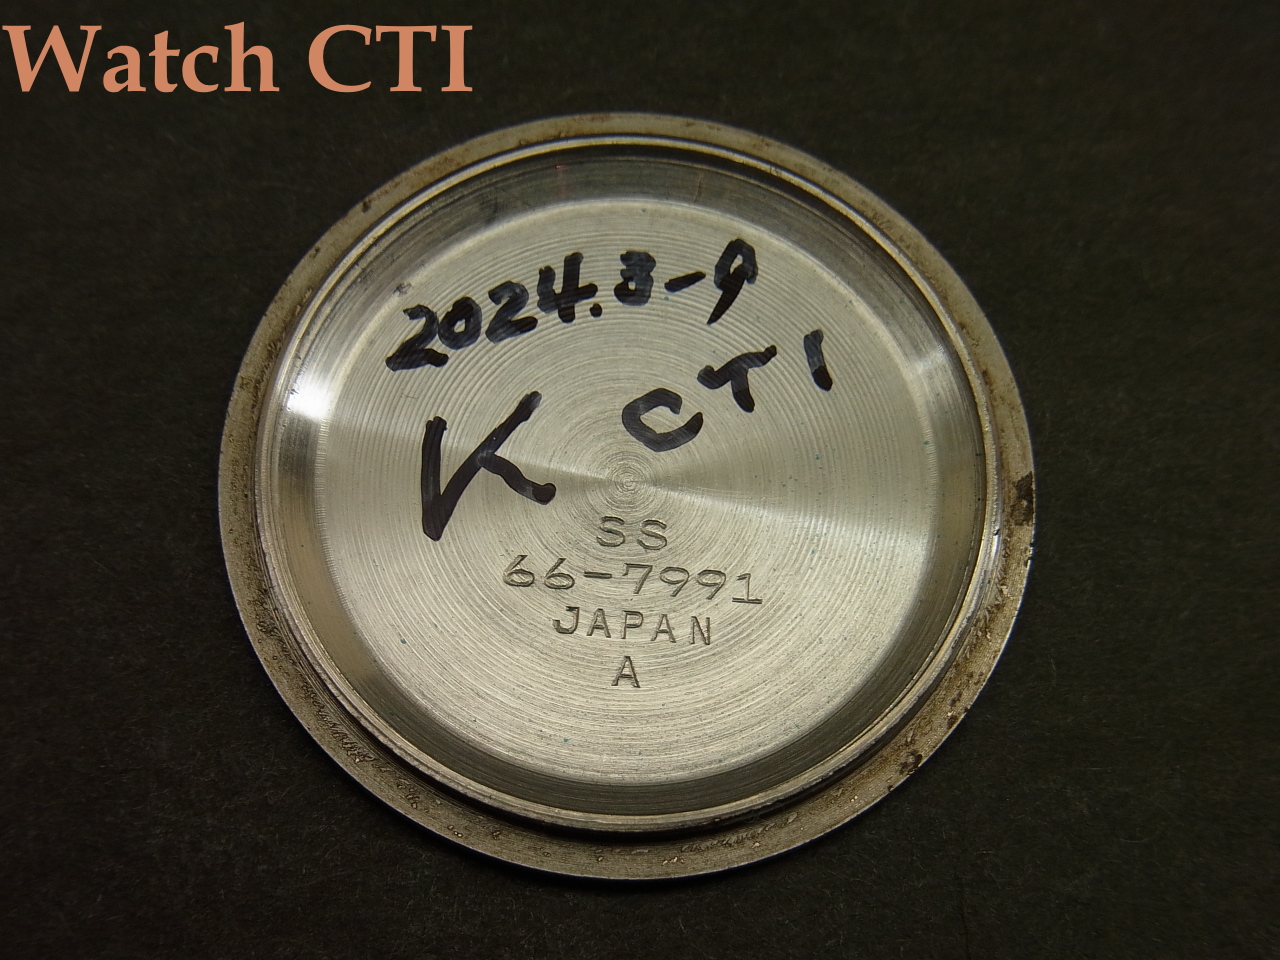 Watch CTI
2024.3-9
K CTI
SS
66-7991
JAPAN
A